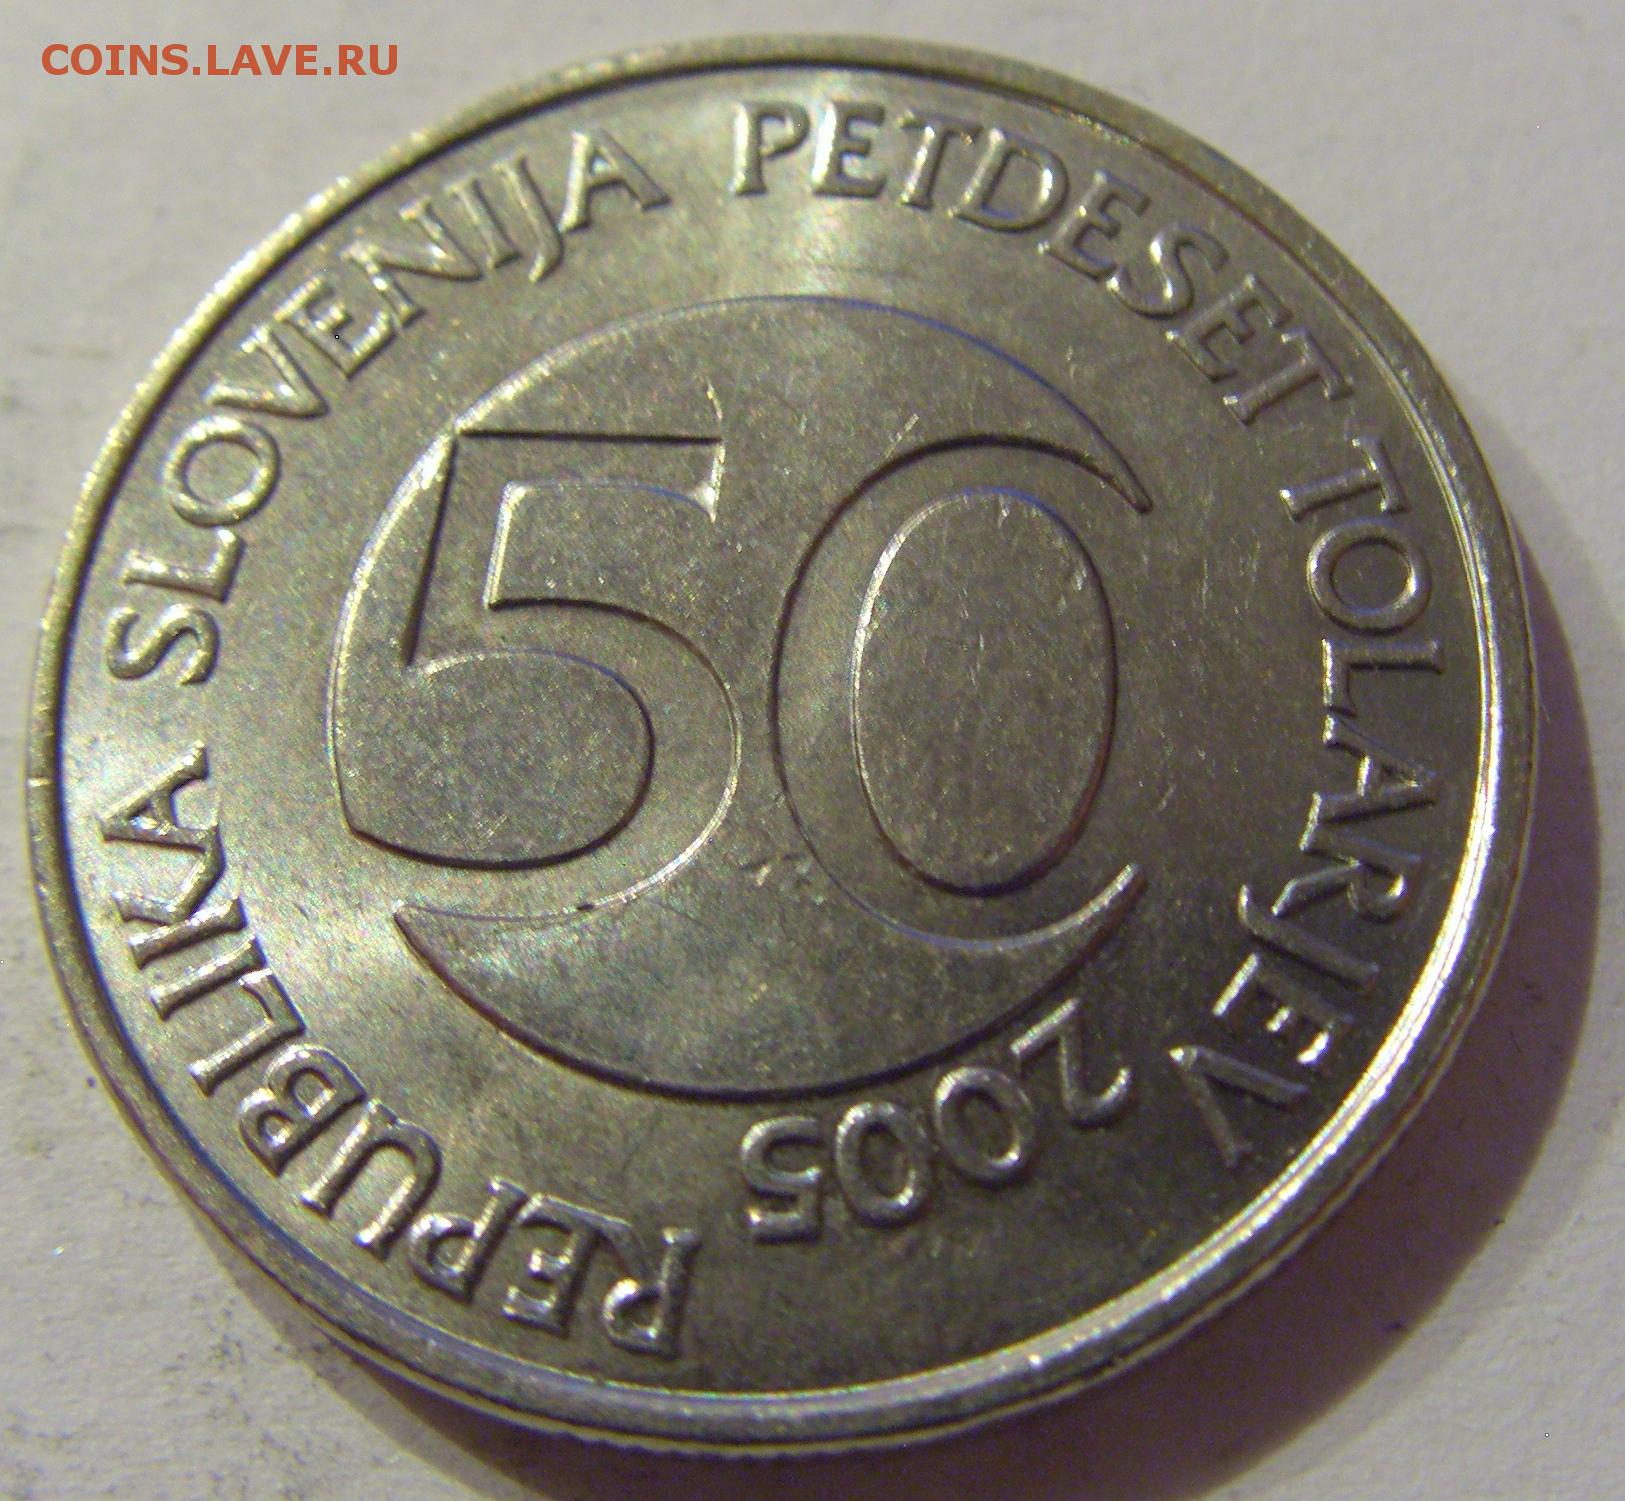 COINS.LAVE.RU
REPUBLIKA SLOVENIJA PETDESET TOLARJEV
50
2005